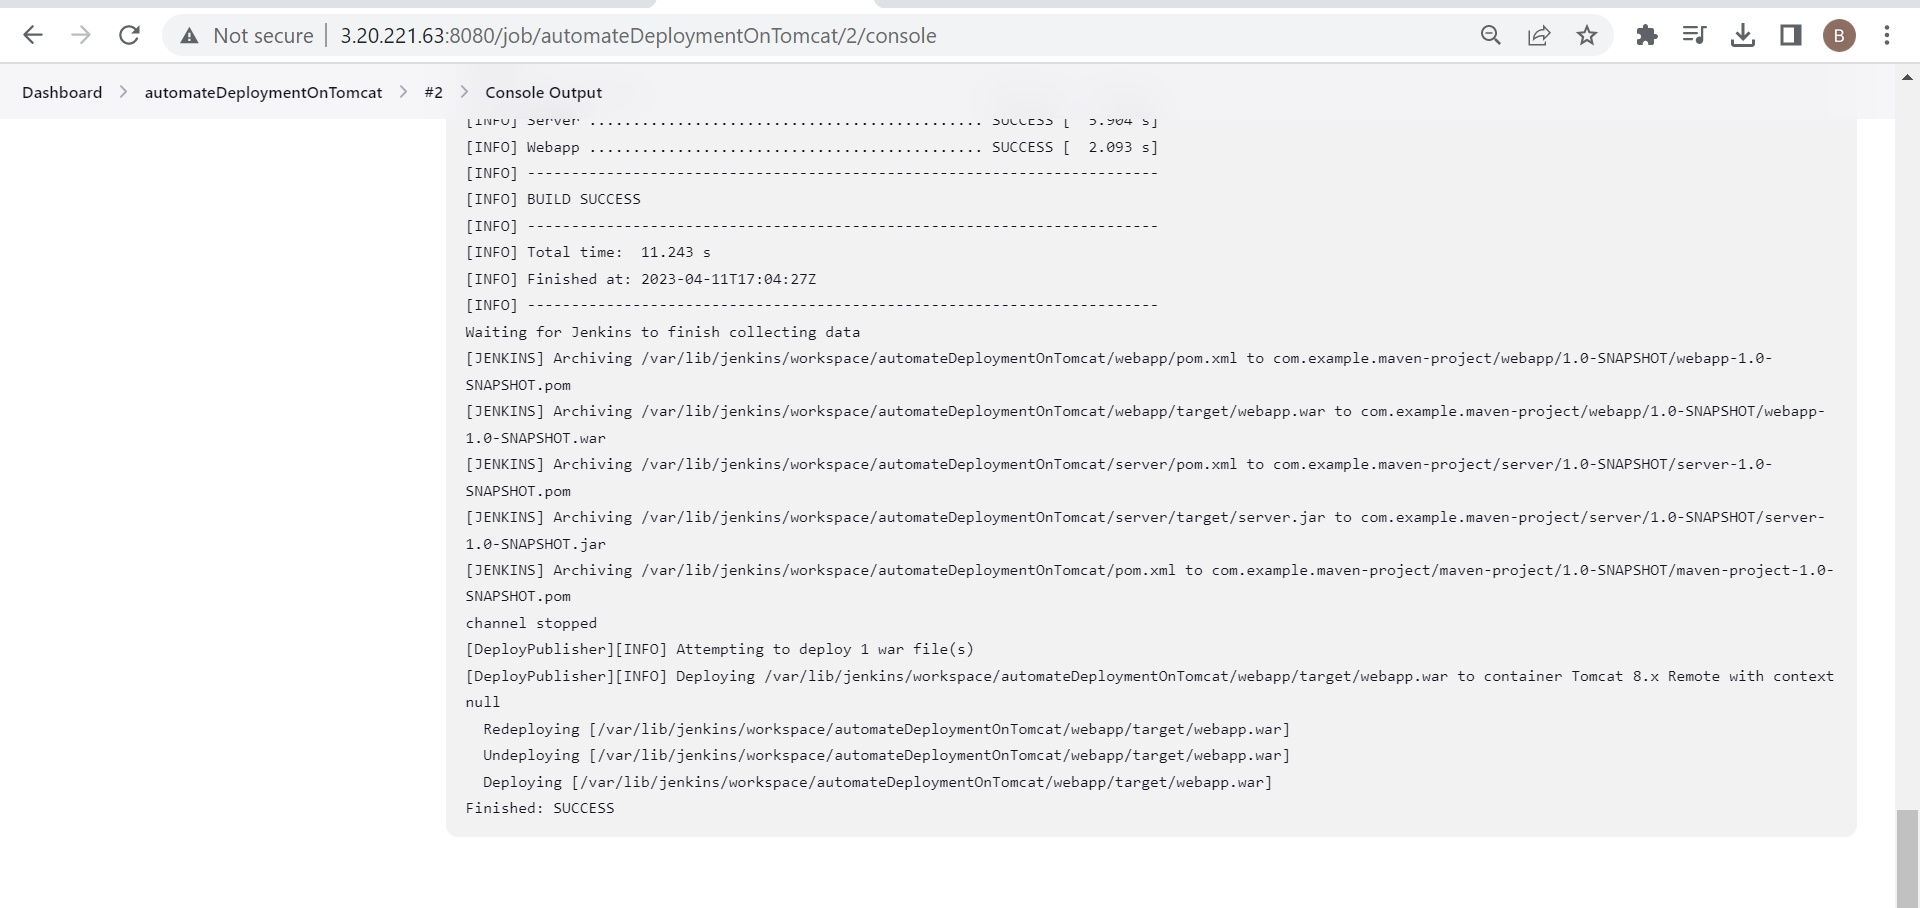 Not secure | 3.20.221.63:8080/job/automateDeploymentOnTomcat/2/console
B
Dashboard > automateDeploymentOnTomcat > #2 > Console Output
[INFO] Server ............................................. SUCCESS [  5.904 s]
[INFO] Webapp ............................................. SUCCESS [  2.093 s]
[INFO] ------------------------------------------------------------------------
[INFO] BUILD SUCCESS
[INFO] ------------------------------------------------------------------------
[INFO] Total time:  11.243 s
[INFO] Finished at: 2023-04-11T17:04:27Z
[INFO] ------------------------------------------------------------------------
Waiting for Jenkins to finish collecting data
[JENKINS] Archiving /var/lib/jenkins/workspace/automateDeploymentOnTomcat/webapp/pom.xml to com.example.maven-project/webapp/1.0-SNAPSHOT/webapp-1.0-
SNAPSHOT.pom
[JENKINS] Archiving /var/lib/jenkins/workspace/automateDeploymentOnTomcat/webapp/target/webapp.war to com.example.maven-project/webapp/1.0-SNAPSHOT/webapp-
1.0-SNAPSHOT.war
[JENKINS] Archiving /var/lib/jenkins/workspace/automateDeploymentOnTomcat/server/pom.xml to com.example.maven-project/server/1.0-SNAPSHOT/server-1.0-
SNAPSHOT.pom
[JENKINS] Archiving /var/lib/jenkins/workspace/automateDeploymentOnTomcat/server/target/server.jar to com.example.maven-project/server/1.0-SNAPSHOT/server-
1.0-SNAPSHOT.jar
[JENKINS] Archiving /var/lib/jenkins/workspace/automateDeploymentOnTomcat/pom.xml to com.example.maven-project/maven-project/1.0-SNAPSHOT/maven-project-1.0-
SNAPSHOT.pom
channel stopped
[DeployPublisher][INFO] Attempting to deploy 1 war file(s)
[DeployPublisher][INFO] Deploying /var/lib/jenkins/workspace/automateDeploymentOnTomcat/webapp/target/webapp.war to container Tomcat 8.x Remote with context
null
  Redeploying [/var/lib/jenkins/workspace/automateDeploymentOnTomcat/webapp/target/webapp.war]
  Undeploying [/var/lib/jenkins/workspace/automateDeploymentOnTomcat/webapp/target/webapp.war]
  Deploying [/var/lib/jenkins/workspace/automateDeploymentOnTomcat/webapp/target/webapp.war]
Finished: SUCCESS